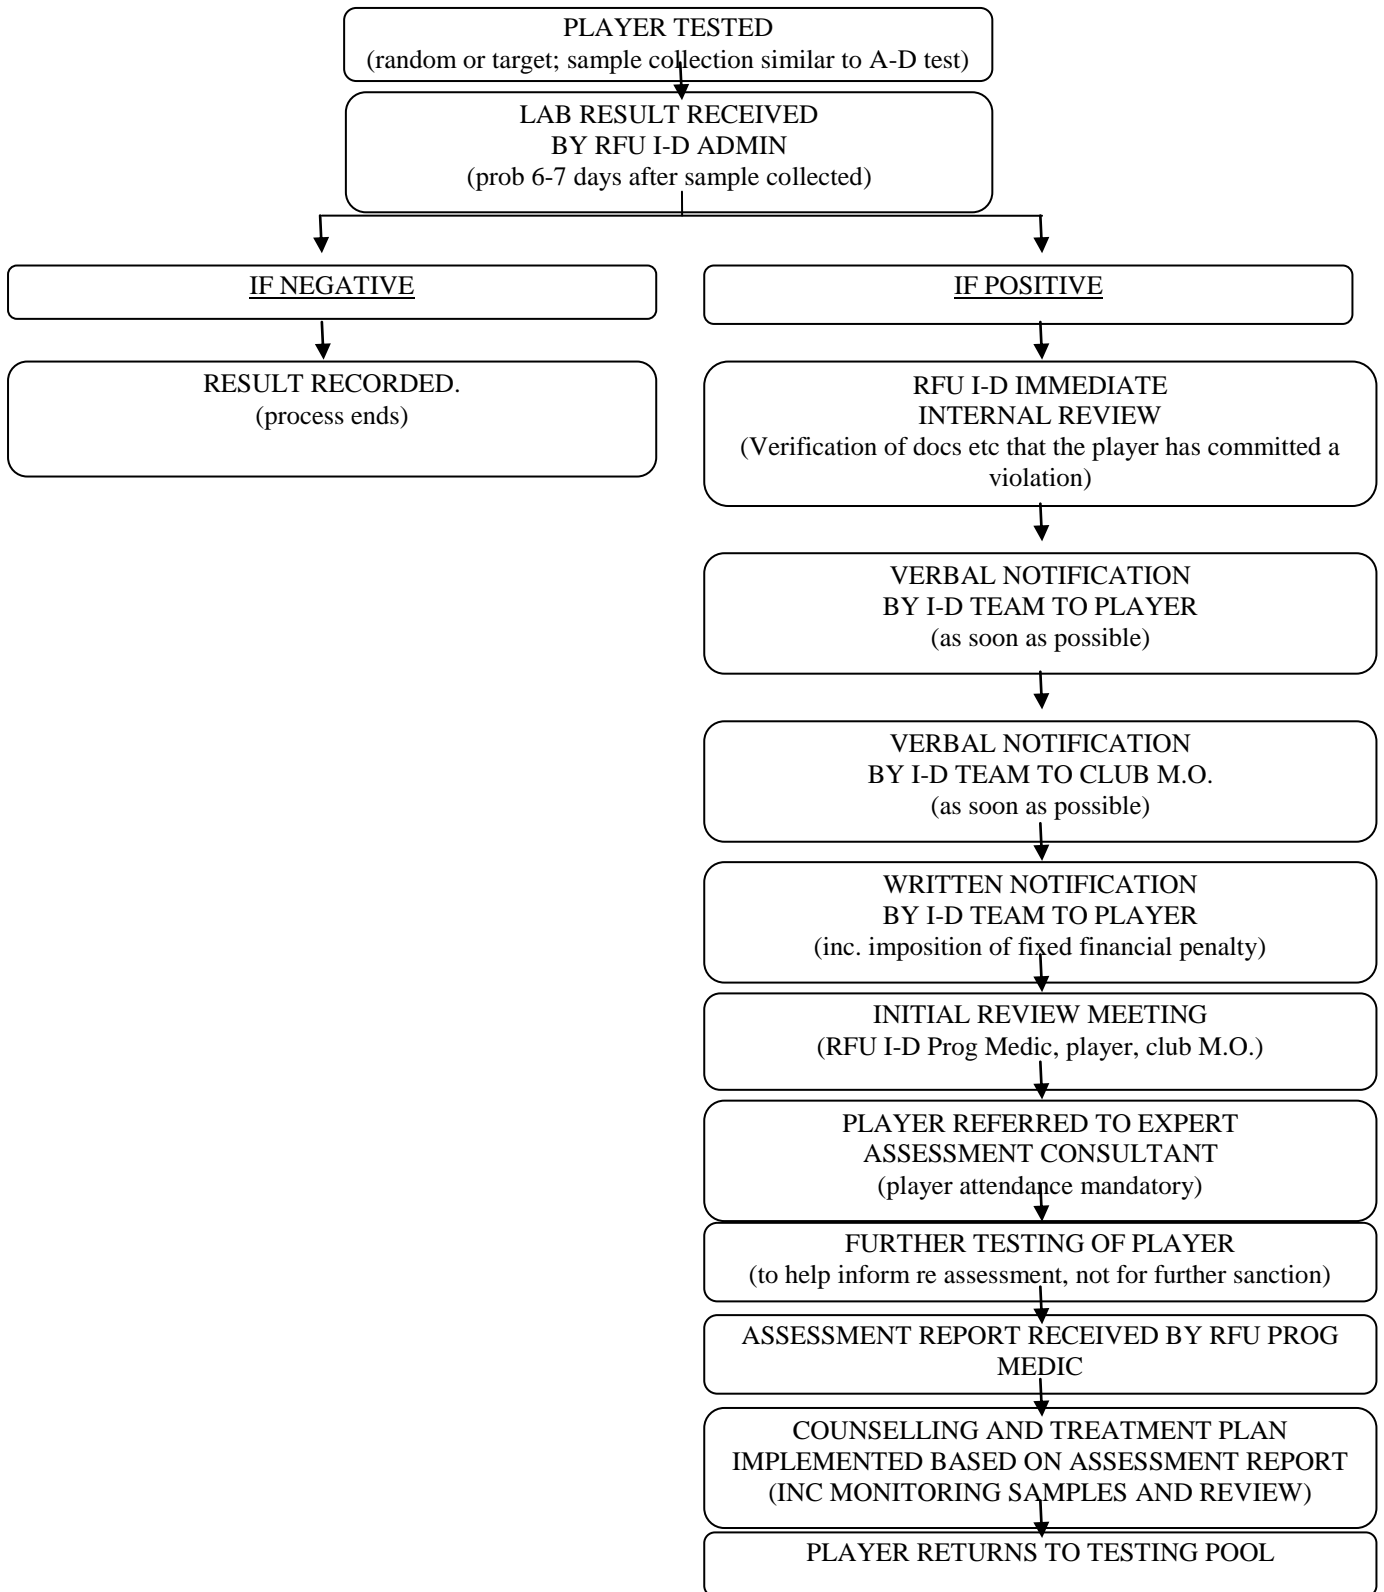 PLAYER TESTED
(random or target; sample collection similar to A-D test)
LAB RESULT RECEIVED
BY RFU I-D ADMIN
(prob 6-7 days after sample collected)
IF NEGATIVE
RESULT RECORDED.
(process ends)
IF POSITIVE
RFU I-D IMMEDIATE
INTERNAL REVIEW
(Verification of docs etc that the player has committed a
violation)
VERBAL NOTIFICATION
BY I-D TEAM TO PLAYER
(as soon as possible)
VERBAL NOTIFICATION
BY I-D TEAM TO CLUB M.O.
(as soon as possible)
WRITTEN NOTIFICATION
BY I-D TEAM TO PLAYER
(inc. imposition of fixed financial penalty)
INITIAL REVIEW MEETING
(RFU I-D Prog Medic, player, club M.O.)
PLAYER REFERRED TO EXPERT
ASSESSMENT CONSULTANT
(player attendance mandatory)
FURTHER TESTING OF PLAYER
(to help inform re assessment, not for further sanction)
ASSESSMENT REPORT RECEIVED BY RFU PROG
MEDIC
COUNSELLING AND TREATMENT PLAN
IMPLEMENTED BASED ON ASSESSMENT REPORT
(INC MONITORING SAMPLES AND REVIEW)
PLAYER RETURNS TO TESTING POOL